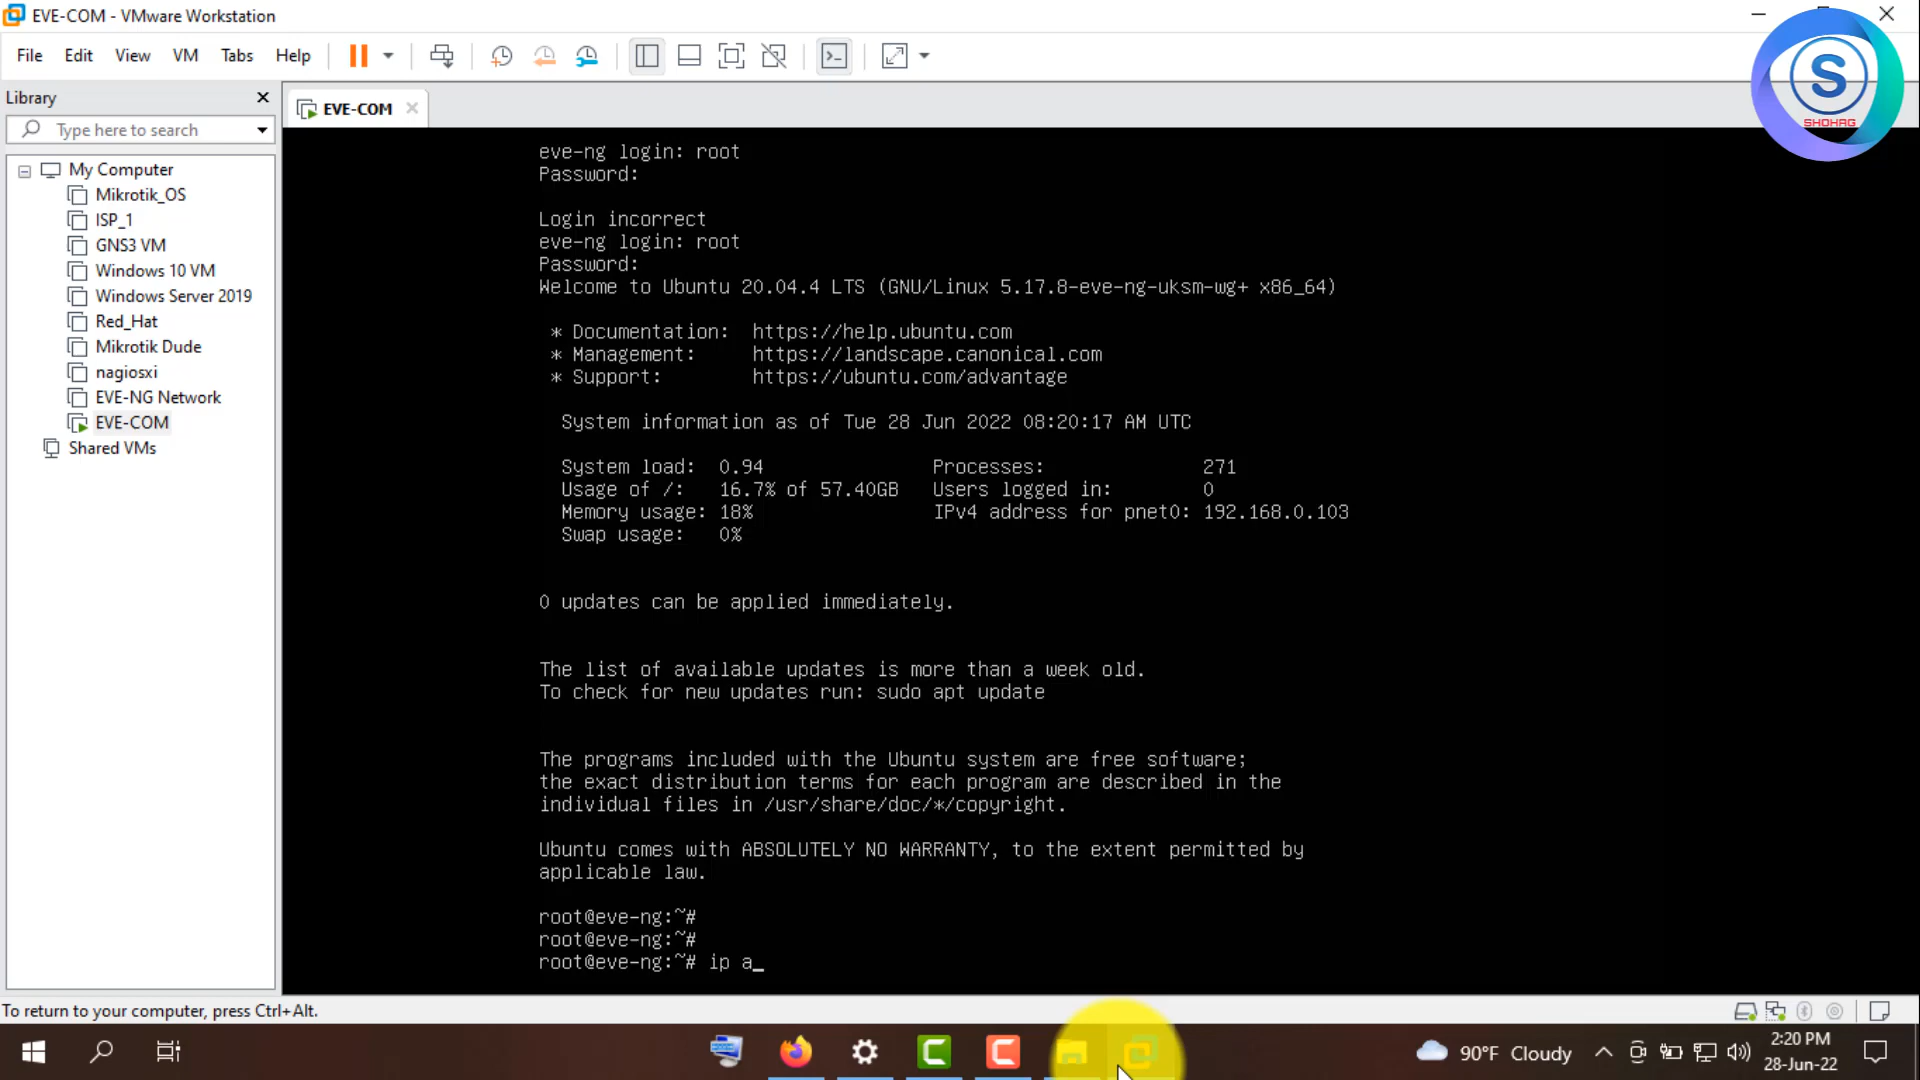 EVE-COM - VMware Workstation
File Edit View VM Tabs Help
Library
Type here to search
My Computer
Mikrotik_OS
ISP_1
GNS3 VM
Windows 10 VM
Windows Server 2019
Red_Hat
Mikrotik Dude
nagiosxi
EVE-NG Network
EVE-COM
Shared VMs
EVE-COM
S
SHOHAG
eve-ng login: root
Password:
Login incorrect
eve-ng login: root
Password:
Welcome to Ubuntu 20.04.4 LTS (GNU/Linux 5.17.8-eve-ng-uksm-wg+ x86_64)
* Documentation: https://help.ubuntu.com
* Management: https://landscape.canonical.com
* Support: https://ubuntu.com/advantage
System information as of Tue 28 Jun 2022 08:20:17 AM UTC
System load: 0.94 Processes: 271
Usage of /: 16.7% of 57.40GB Users logged in: 0
Memory usage: 18% IPv4 address for pnet0: 192.168.0.103
Swap usage: 0%
0 updates can be applied immediately.
The list of available updates is more than a week old.
To check for new updates run: sudo apt update
The programs included with the Ubuntu system are free software;
the exact distribution terms for each program are described in the
individual files in /usr/share/doc/*/copyright.
Ubuntu comes with ABSOLUTELY NO WARRANTY, to the extent permitted by
applicable law.
root@eve-ng:~#
root@eve-ng:~#
root@eve-ng:~# ip a_
To return to your computer, press Ctrl+Alt.
90°F Cloudy
2:20 PM
28-Jun-22